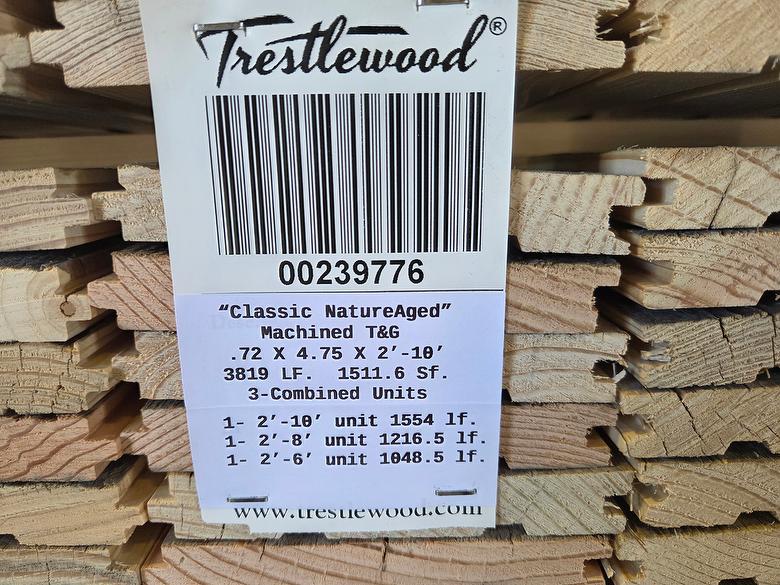 Trestlewood®
00239776
“Classic NatureAged”
Machined T&G
.72 X 4.75 X 2’-10’
3819 LF. 1511.6 Sf.
3-Combined Units
1- 2’-10’ unit 1554 lf.
1- 2’-8’ unit 1216.5 lf.
1- 2’-6’ unit 1048.5 lf.
www.trestlewood.com